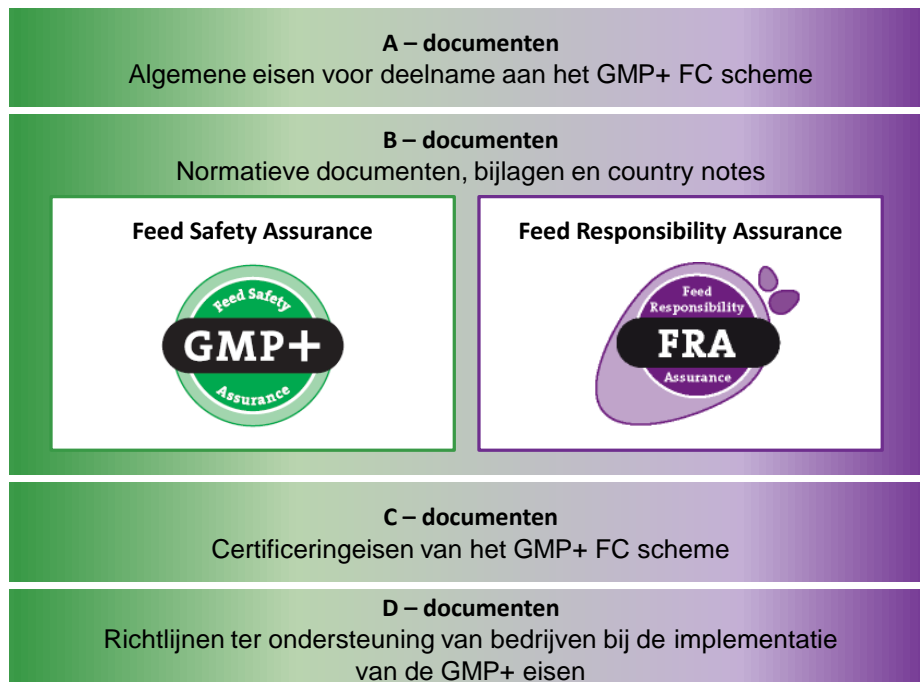 A – documenten
Algemene eisen voor deelname aan het GMP+ FC scheme
B – documenten
Normatieve documenten, bijlagen en country notes
Feed Safety Assurance
Feed Safety
GMP+
Assurance
Feed Responsibility Assurance
Feed
Responsibility
FRA
Assurance
C – documenten
Certificeringeisen van het GMP+ FC scheme
D – documenten
Richtlijnen ter ondersteuning van bedrijven bij de implementatie
van de GMP+ eisen